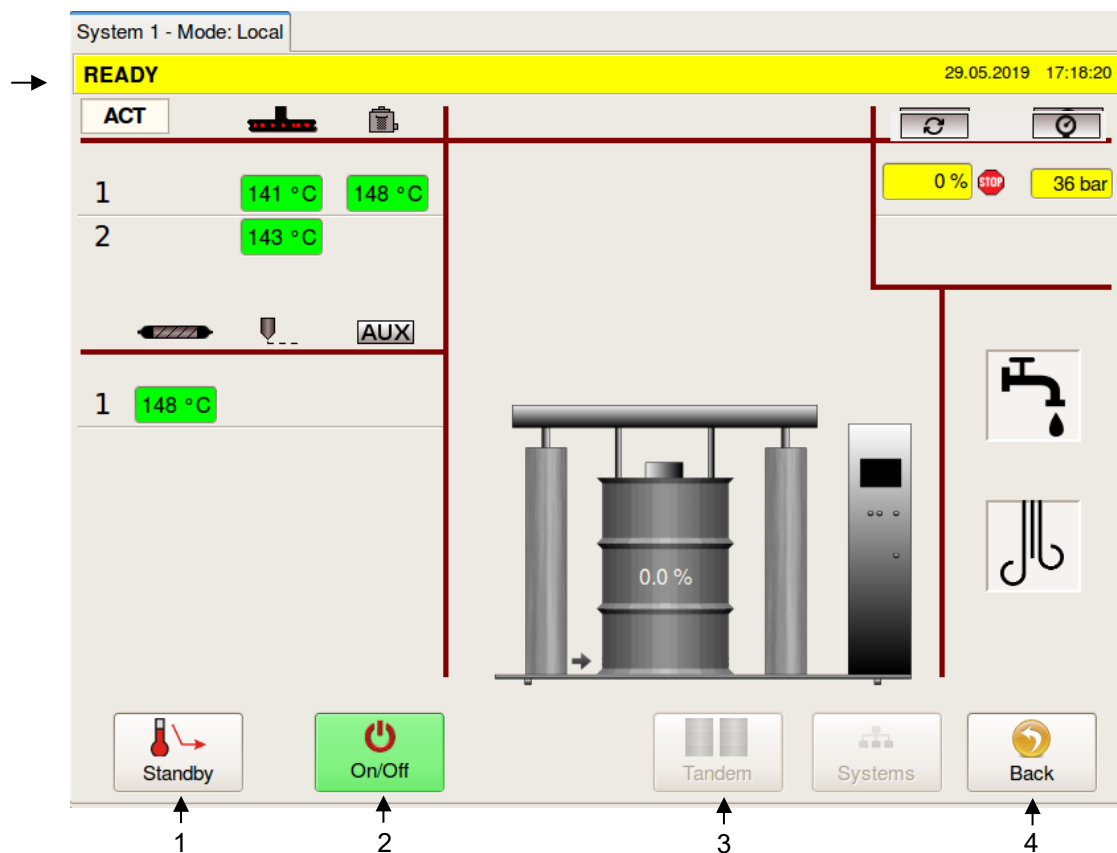 System 1 - Mode: Local
READY 29.05.2019 17:18:20
ACT
1 141 °C 148 °C 0 % STOP 36 bar
2 143 °C
AUX
1 148 °C
0.0 %
Standby On/Off Tandem Systems Back
1 2 3 4